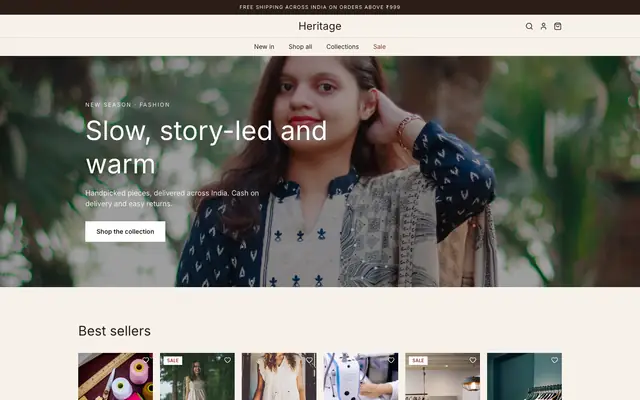 FREE SHIPPING ACROSS INDIA ON ORDERS ABOVE ₹999
Heritage
New in
Shop all
Collections
Sale
NEW SEASON · FASHION
Slow, story-led and
warm
Handpicked pieces, delivered across India. Cash on
delivery and easy returns.
Shop the collection
Best sellers
SALE
SALE